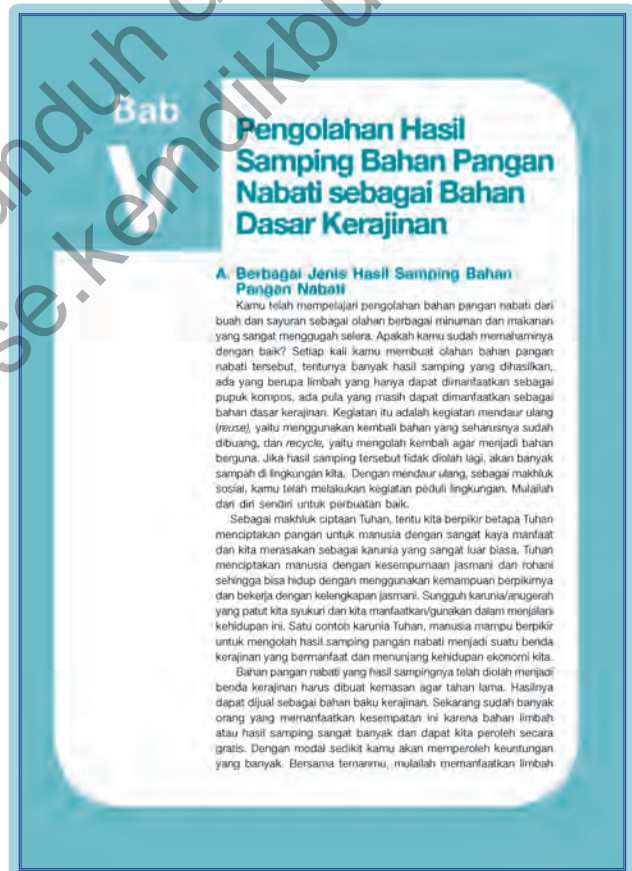 Bab
V
Pengolahan Hasil
Samping Bahan Pangan
Nabati sebagai Bahan
Dasar Kerajinan
A. Berbagai Jenis Hasil Samping Bahan
Pangan Nabati
Kamu telah mempelajari pengolahan bahan pangan nabati dari
buah dan sayuran sebagai olahan berbagai minuman dan makanan
yang sangat menggugah selera. Apakah kamu sudah memahaminya
dengan baik? Setiap kali kamu membuat olahan bahan pangan
nabati tersebut, tentunya banyak hasil samping yang dihasilkan,
ada yang berupa limbah yang hanya dapat dimanfaatkan sebagai
pupuk kompos, ada pula yang masih dapat dimanfaatkan sebagai
bahan dasar kerajinan. Kegiatan itu adalah kegiatan mendaur ulang
(reuse), yaitu menggunakan kembali bahan yang seharusnya sudah
dibuang, dan recycle, yaitu mengolah kembali agar menjadi bahan
berguna. Jika hasil samping tersebut tidak diolah lagi, akan banyak
sampah di lingkungan kita. Dengan mendaur ulang, sebagai makhluk
sosial, kamu telah melakukan kegiatan peduli lingkungan. Mulailah
dari diri sendiri untuk perbuatan baik.
Sebagai makhluk ciptaan Tuhan, tentu kita berpikir betapa Tuhan
menciptakan pangan untuk manusia dengan sangat kaya manfaat
dan kita merasakan sebagai karunia yang sangat luar biasa. Tuhan
menciptakan manusia dengan kesempurnaan jasmani dan rohani
sehingga bisa hidup dengan menggunakan kemampuan berpikirnya
dan bekerja dengan kelengkapan jasmani. Sungguh karunia/anugerah
yang patut kita syukuri dan kita manfaatkan/gunakan dalam menjalani
kehidupan ini. Satu contoh karunia Tuhan, manusia mampu berpikir
untuk mengolah hasil samping pangan nabati menjadi suatu benda
kerajinan yang bermanfaat dan menunjang kehidupan ekonomi kita.
Bahan pangan nabati yang hasil sampingnya telah diolah menjadi
benda kerajinan harus dibuat kemasan agar tahan lama. Hasilnya
dapat dijual sebagai bahan baku kerajinan. Sekarang sudah banyak
orang yang memanfaatkan kesempatan ini karena bahan limbah
atau hasil samping sangat banyak dan dapat kita peroleh secara
gratis. Dengan modal sedikit kamu akan memperoleh keuntungan
yang banyak. Bersama temanmu, mulailah memanfaatkan limbah